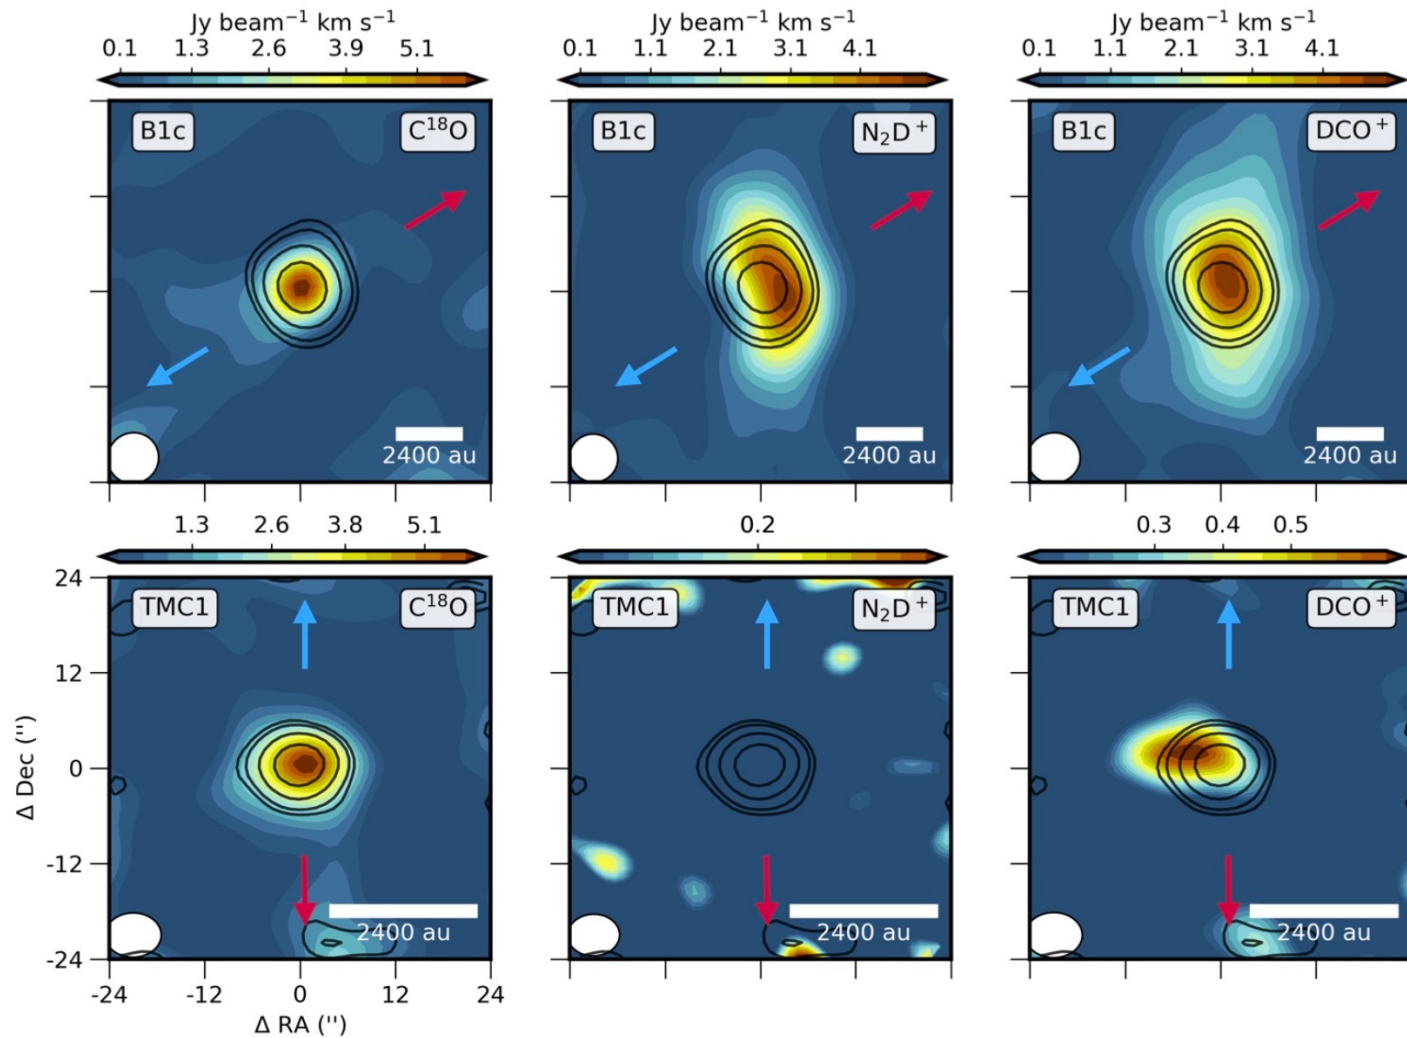 Jy beam⁻¹ km s⁻¹ Jy beam⁻¹ km s⁻¹ Jy beam⁻¹ km s⁻¹
0.1 1.3 2.6 3.9 5.1 0.1 1.1 2.1 3.1 4.1 0.1 1.1 2.1 3.1 4.1
B1c C¹⁸O B1c N₂D⁺ B1c DCO⁺
2400 au 2400 au 2400 au
1.3 2.6 3.8 5.1 0.2 0.3 0.4 0.5
24
TMC1 C¹⁸O TMC1 N₂D⁺ TMC1 DCO⁺
12
0
Δ Dec ('')
-12
2400 au 2400 au 2400 au
-24
-24 -12 0 12 24
Δ RA ('')